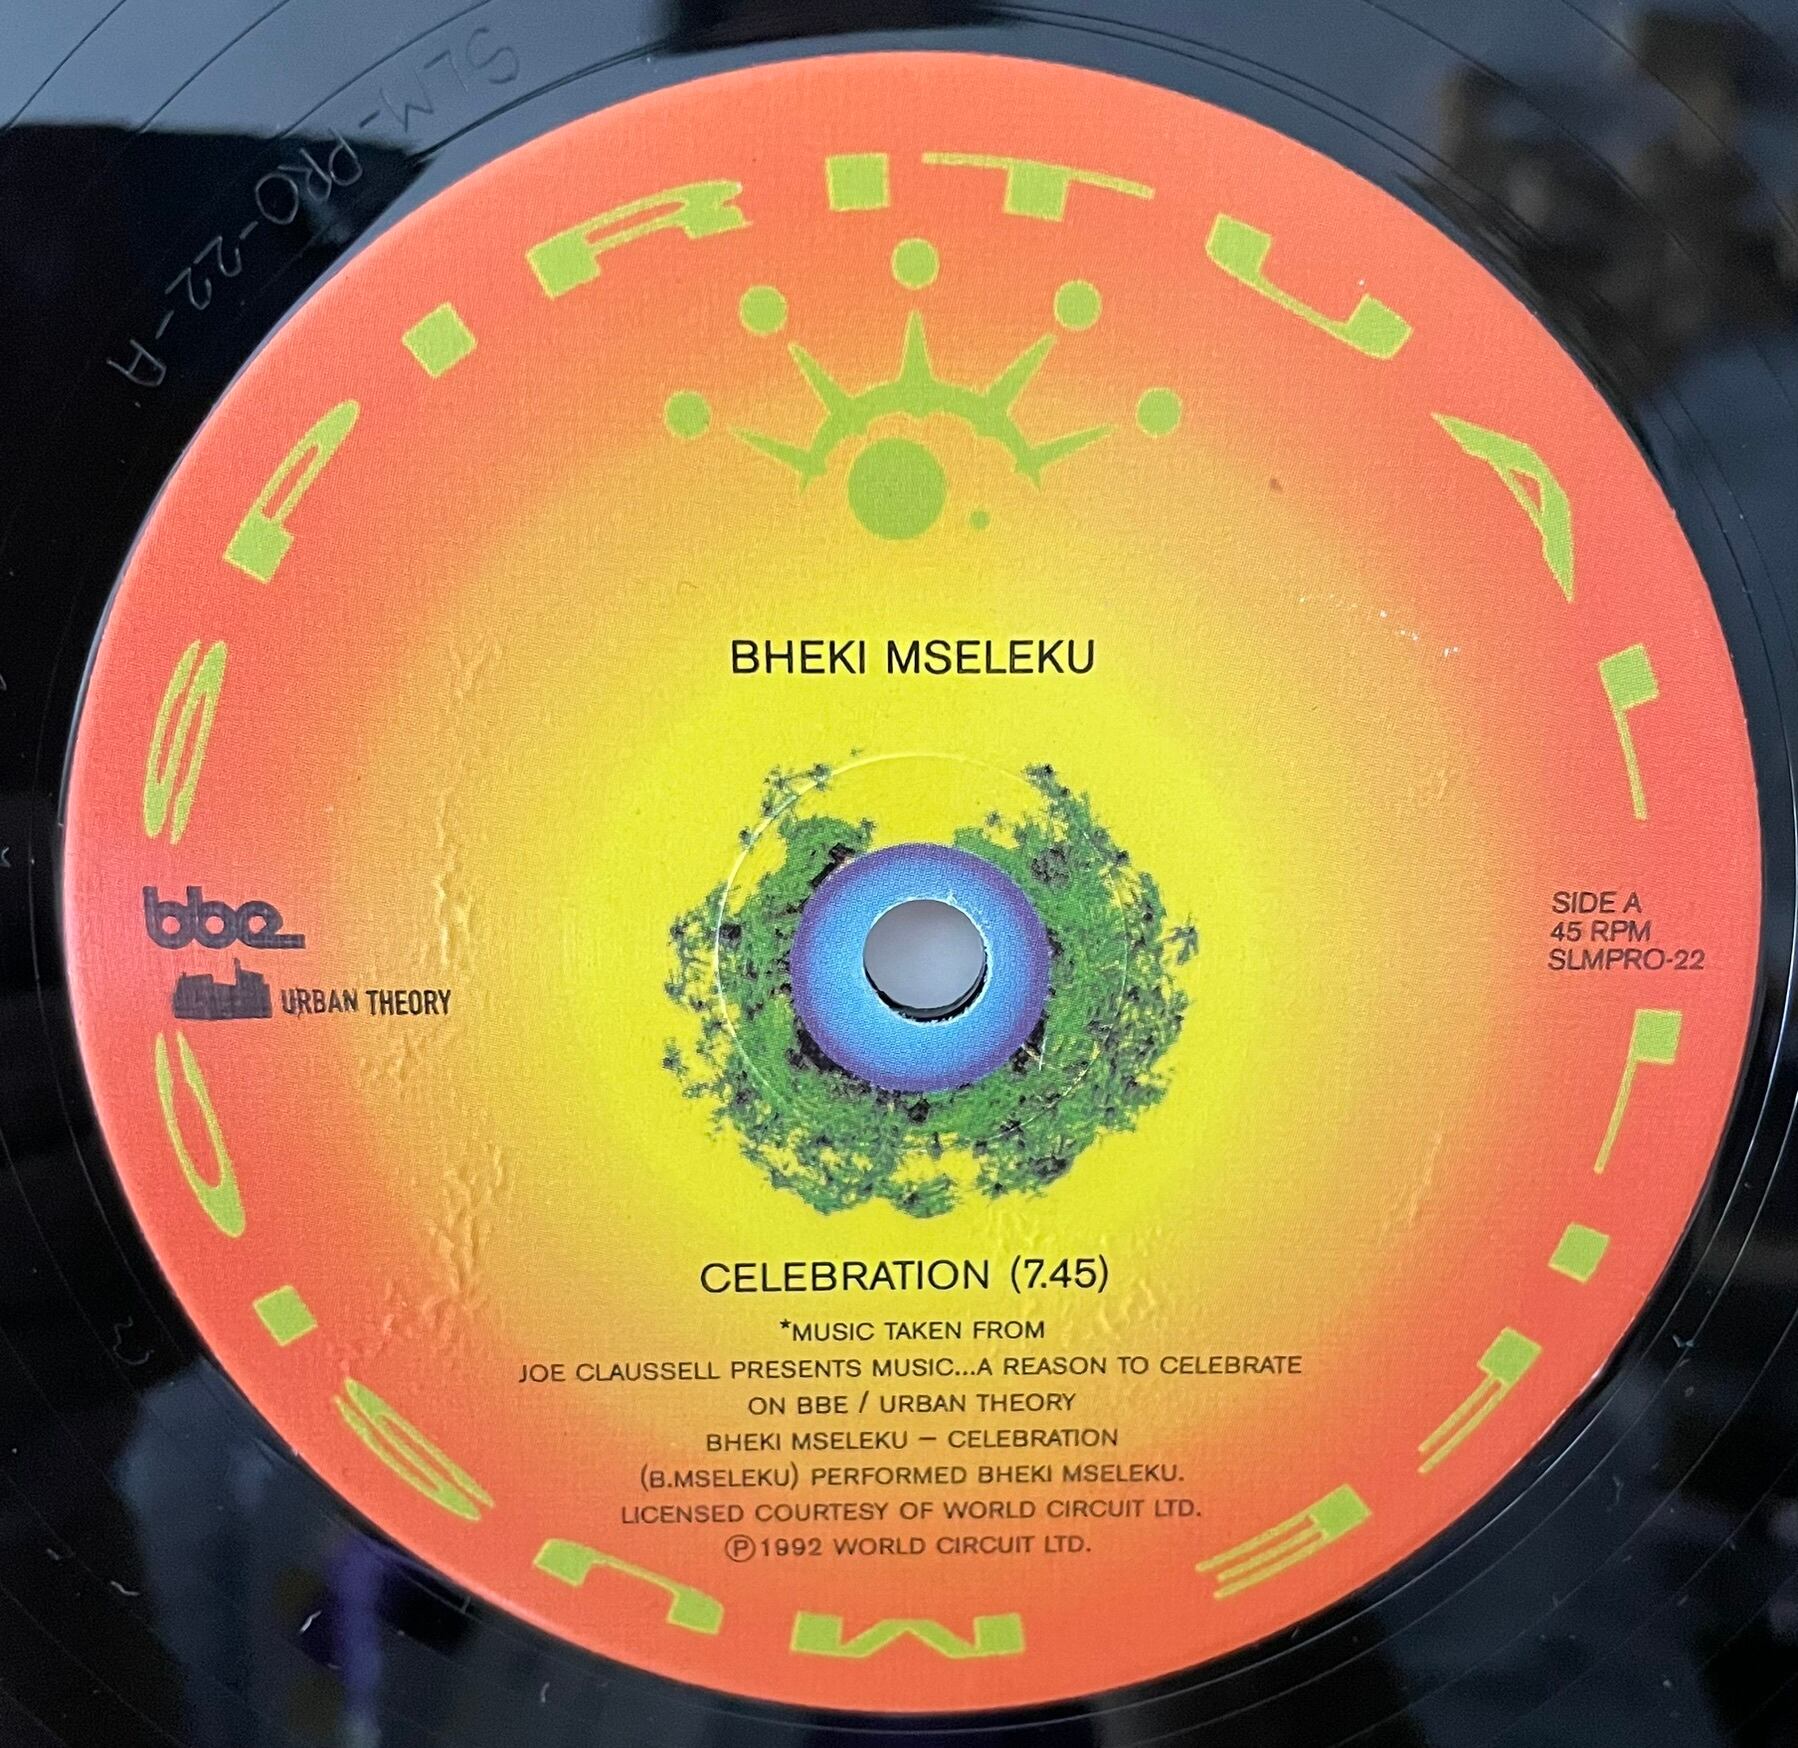 SLM-PRO-22-A
SPIRITUAL LIFE MUSIC
BHEKI MSELEKU
bbe
URBAN THEORY
SIDE A
45 RPM
SLMPRO-22
CELEBRATION (7.45)
*MUSIC TAKEN FROM
JOE CLAUSSELL PRESENTS MUSIC...A REASON TO CELEBRATE
ON BBE / URBAN THEORY
BHEKI MSELEKU – CELEBRATION
(B.MSELEKU) PERFORMED BHEKI MSELEKU.
LICENSED COURTESY OF WORLD CIRCUIT LTD.
℗1992 WORLD CIRCUIT LTD.